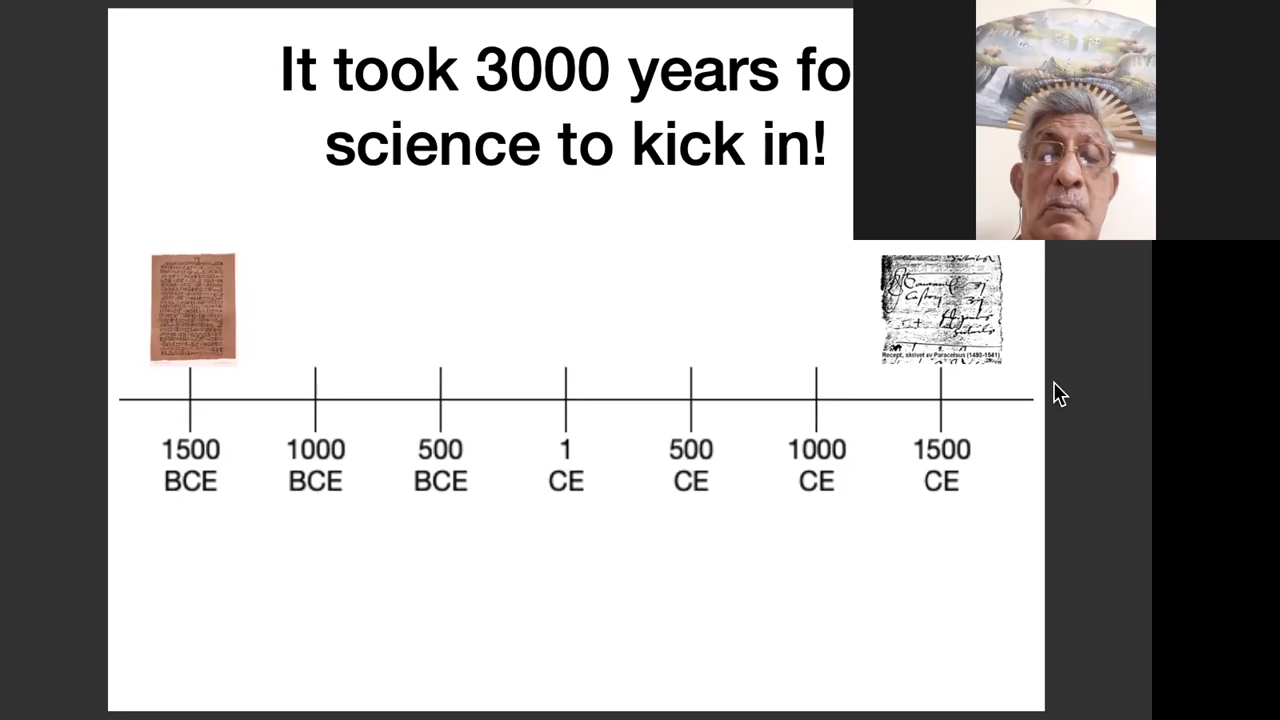 It took 3000 years fo
science to kick in!
Recept, skrivet av Paracelsus (1493-1541)
1500
BCE
1000
BCE
500
BCE
1
CE
500
CE
1000
CE
1500
CE